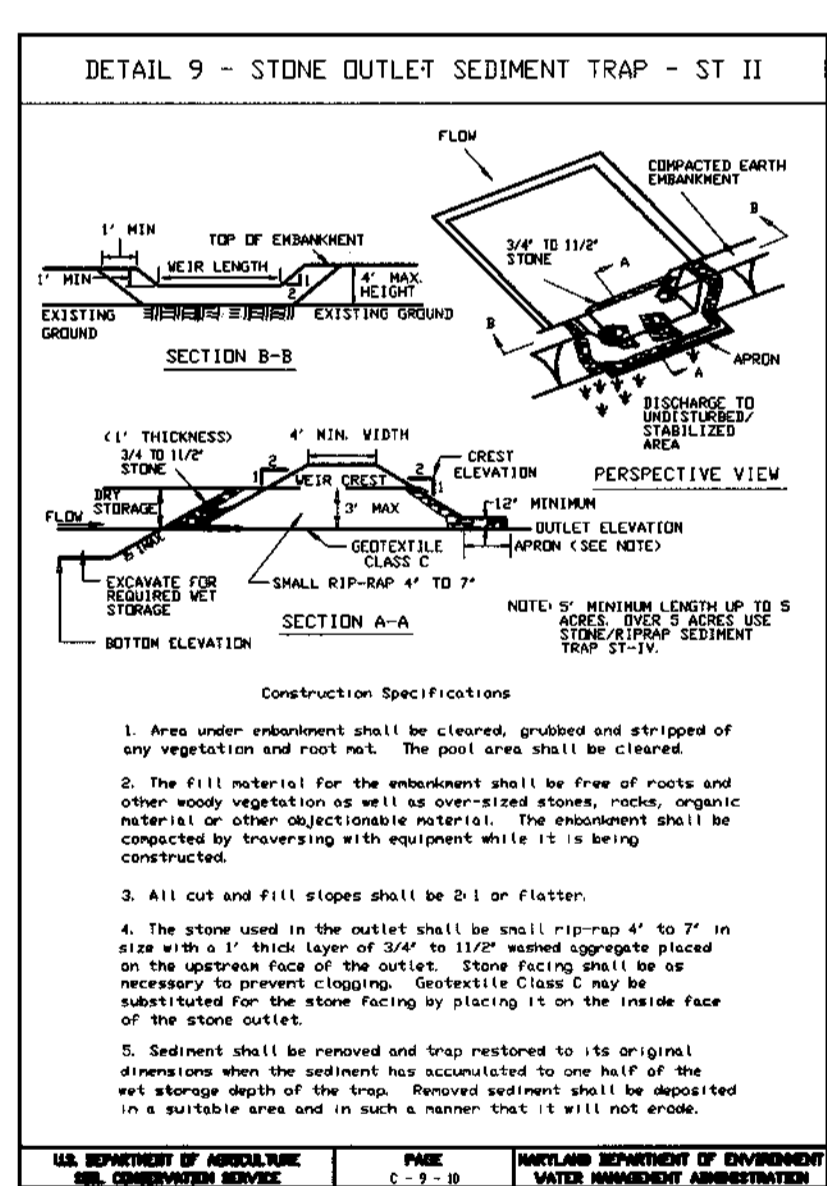 DETAIL 9 - STONE OUTLET SEDIMENT TRAP - ST II
FLOW
COMPACTED EARTH
EMBANKMENT
B
3/4" TO 11/2"
STONE
A
B
A
APRON
DISCHARGE TO
UNDISTURBED/
STABILIZED
AREA
PERSPECTIVE VIEW
1' MIN
TOP OF EMBANKMENT
WEIR LENGTH
1' MIN
1
2
4' MAX.
HEIGHT
EXISTING
GROUND
EXISTING GROUND
SECTION B-B
(1' THICKNESS)
3/4 TO 11/2"
STONE
4' MIN. WIDTH
2
1
WEIR CREST
2
1
CREST
ELEVATION
DRY
STORAGE
3' MAX
12" MINIMUM
FLOW
OUTLET ELEVATION
APRON (SEE NOTE)
GEOTEXTILE
CLASS C
EXCAVATE FOR
REQUIRED WET
STORAGE
SMALL RIP-RAP 4" TO 7"
BOTTOM ELEVATION
SECTION A-A
NOTE: 5' MINIMUM LENGTH UP TO 5
ACRES. OVER 5 ACRES USE
STONE/RIPRAP SEDIMENT
TRAP ST-IV.
Construction Specifications
1. Area under embankment shall be cleared, grubbed and stripped of
any vegetation and root mat. The pool area shall be cleared.
2. The fill material for the embankment shall be free of roots and
other woody vegetation as well as over-sized stones, rocks, organic
material or other objectionable material. The embankment shall be
compacted by traversing with equipment while it is being
constructed.
3. All cut and fill slopes shall be 2:1 or flatter.
4. The stone used in the outlet shall be small rip-rap 4" to 7" in
size with a 1' thick layer of 3/4" to 11/2" washed aggregate placed
on the upstream face of the outlet. Stone facing shall be as
necessary to prevent clogging. Geotextile Class C may be
substituted for the stone facing by placing it on the inside face
of the stone outlet.
5. Sediment shall be removed and trap restored to its original
dimensions when the sediment has accumulated to one half of the
wet storage depth of the trap. Removed sediment shall be deposited
in a suitable area and in such a manner that it will not erode.
U.S. DEPARTMENT OF AGRICULTURE
SOIL CONSERVATION SERVICE
PAGE
C - 9 - 10
MARYLAND DEPARTMENT OF ENVIRONMENT
WATER MANAGEMENT ADMINISTRATION